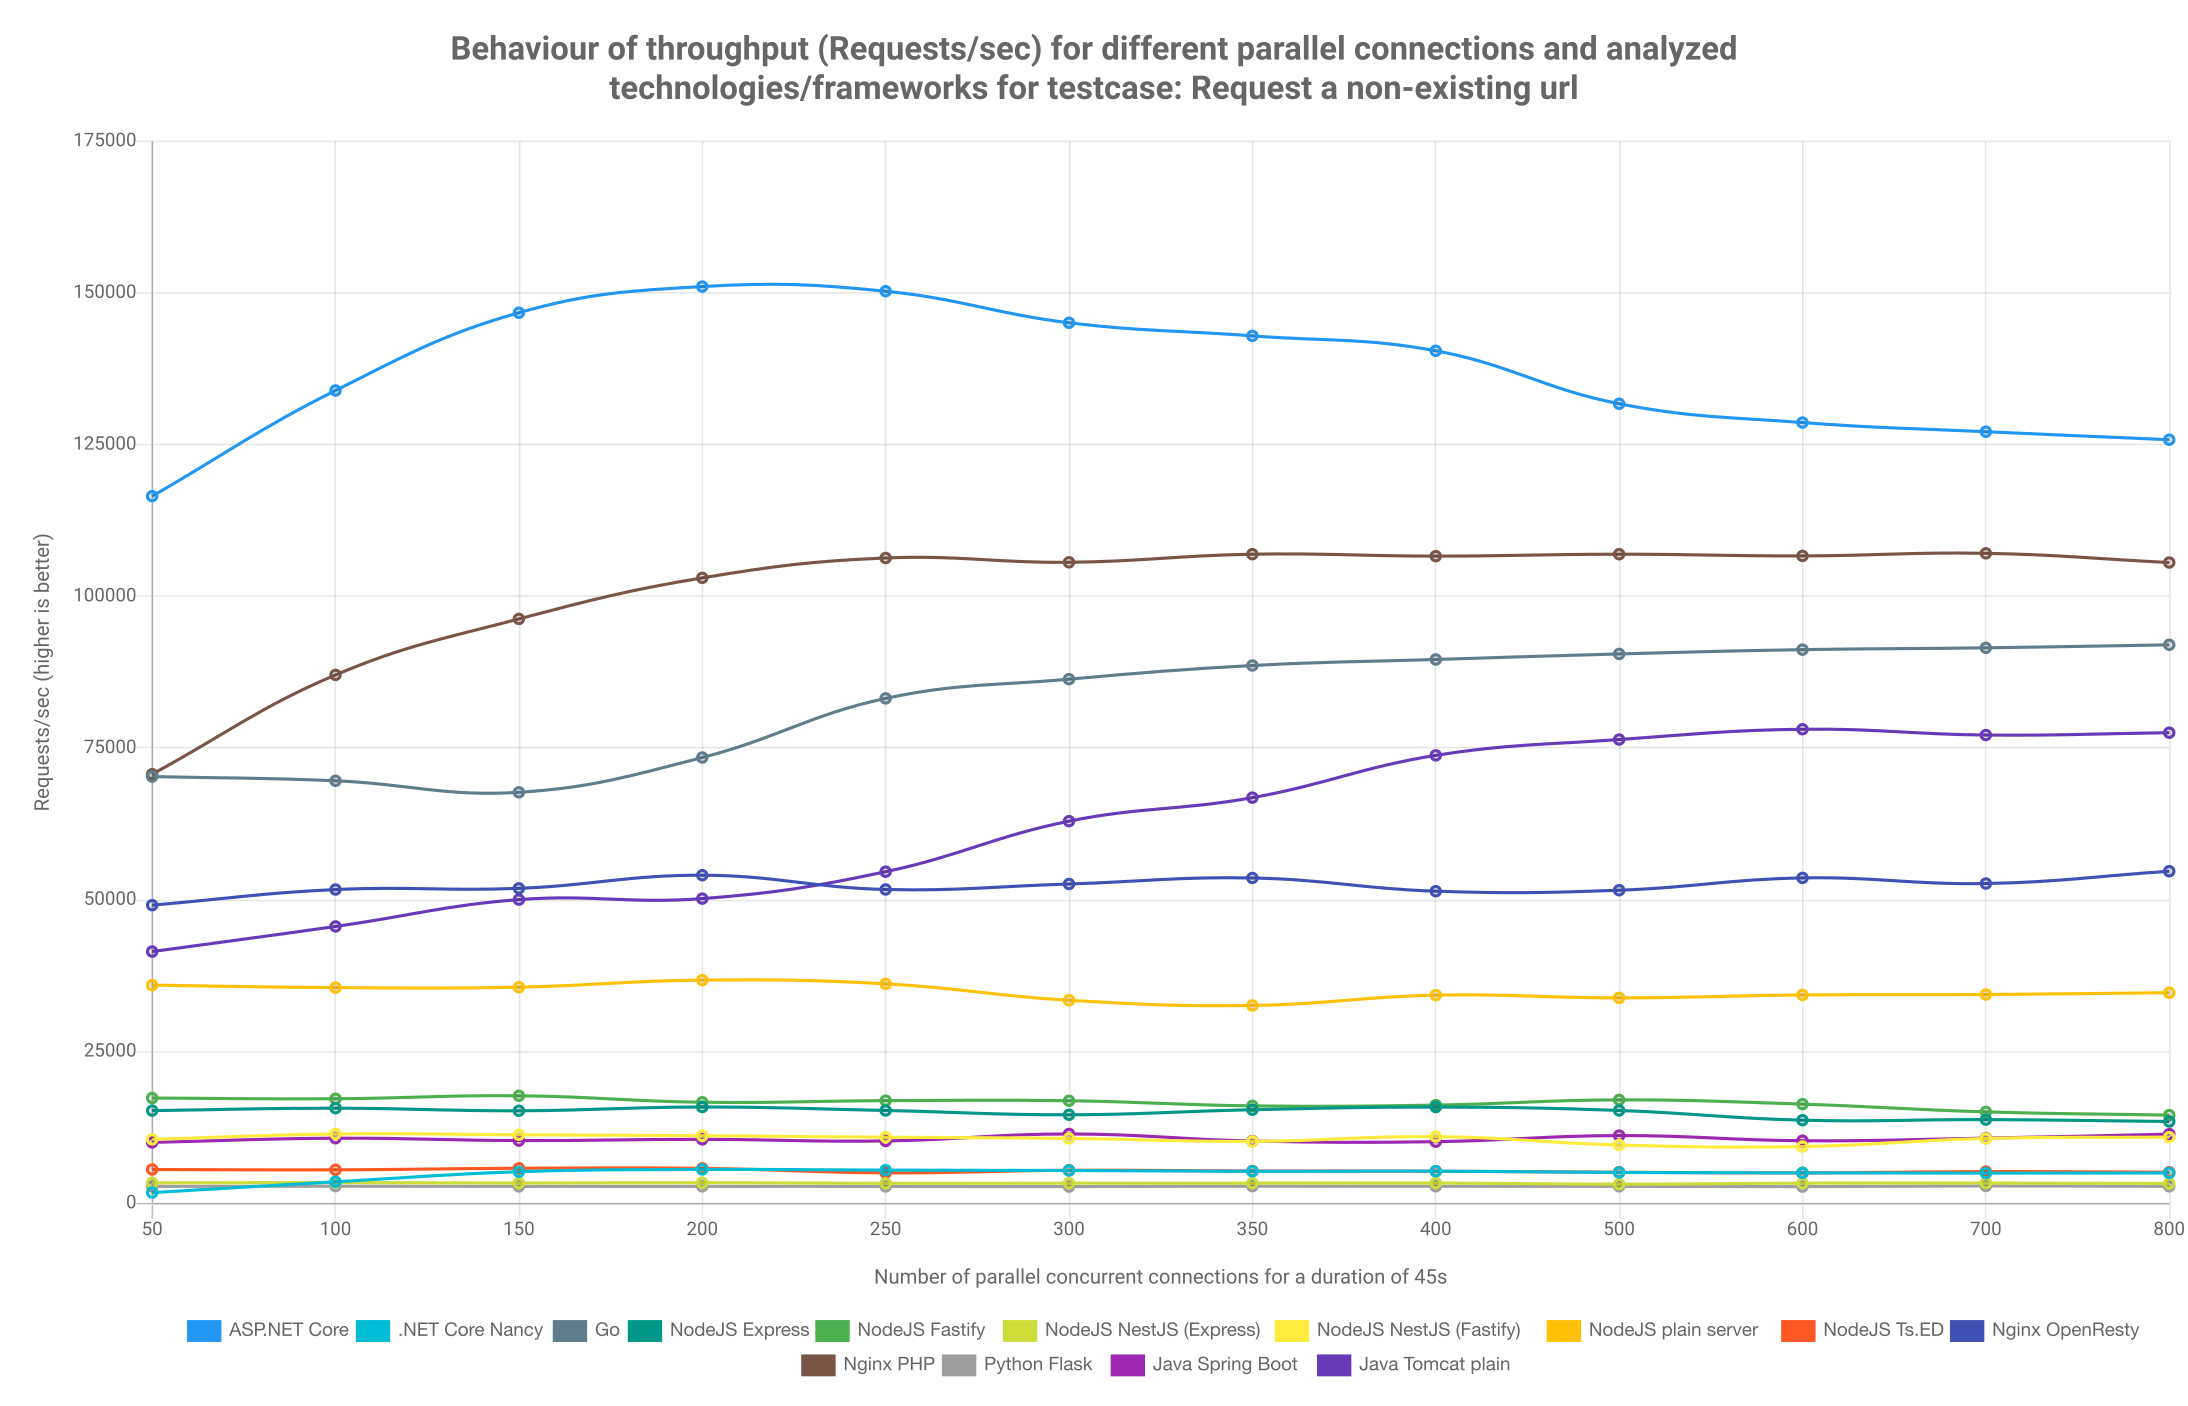 Behaviour of throughput (Requests/sec) for different parallel connections and analyzed
technologies/frameworks for testcase: Request a non-existing url
175000
150000
125000
100000
75000
50000
25000
0
Requests/sec (higher is better)
50 100 150 200 250 300 350 400 500 600 700 800
Number of parallel concurrent connections for a duration of 45s
ASP.NET Core .NET Core Nancy Go NodeJS Express NodeJS Fastify NodeJS NestJS (Express) NodeJS NestJS (Fastify) NodeJS plain server NodeJS Ts.ED Nginx OpenResty
Nginx PHP Python Flask Java Spring Boot Java Tomcat plain